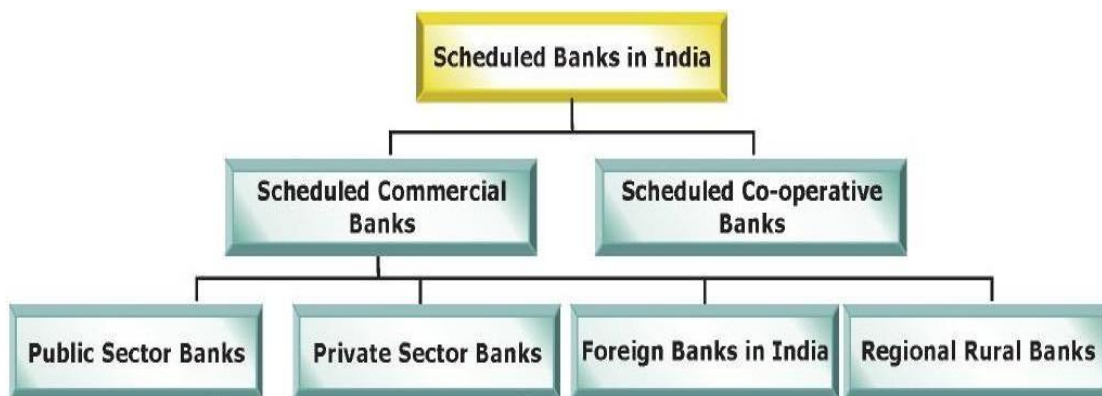 Scheduled Banks in India
Scheduled Commercial
Banks
Scheduled Co-operative
Banks
Public Sector Banks
Private Sector Banks
Foreign Banks in India
Regional Rural Banks